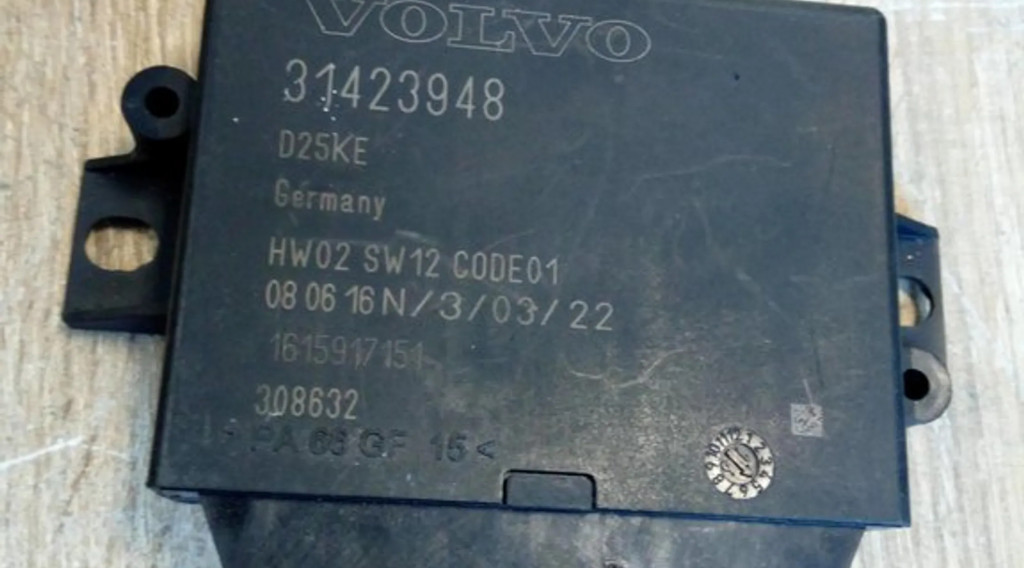 VOLVO
31423948
D25KE
Germany
HW02 SW12 CODE01
08 06 16 N/3/03/22
1615917151
308632
PA 66 GF 15<